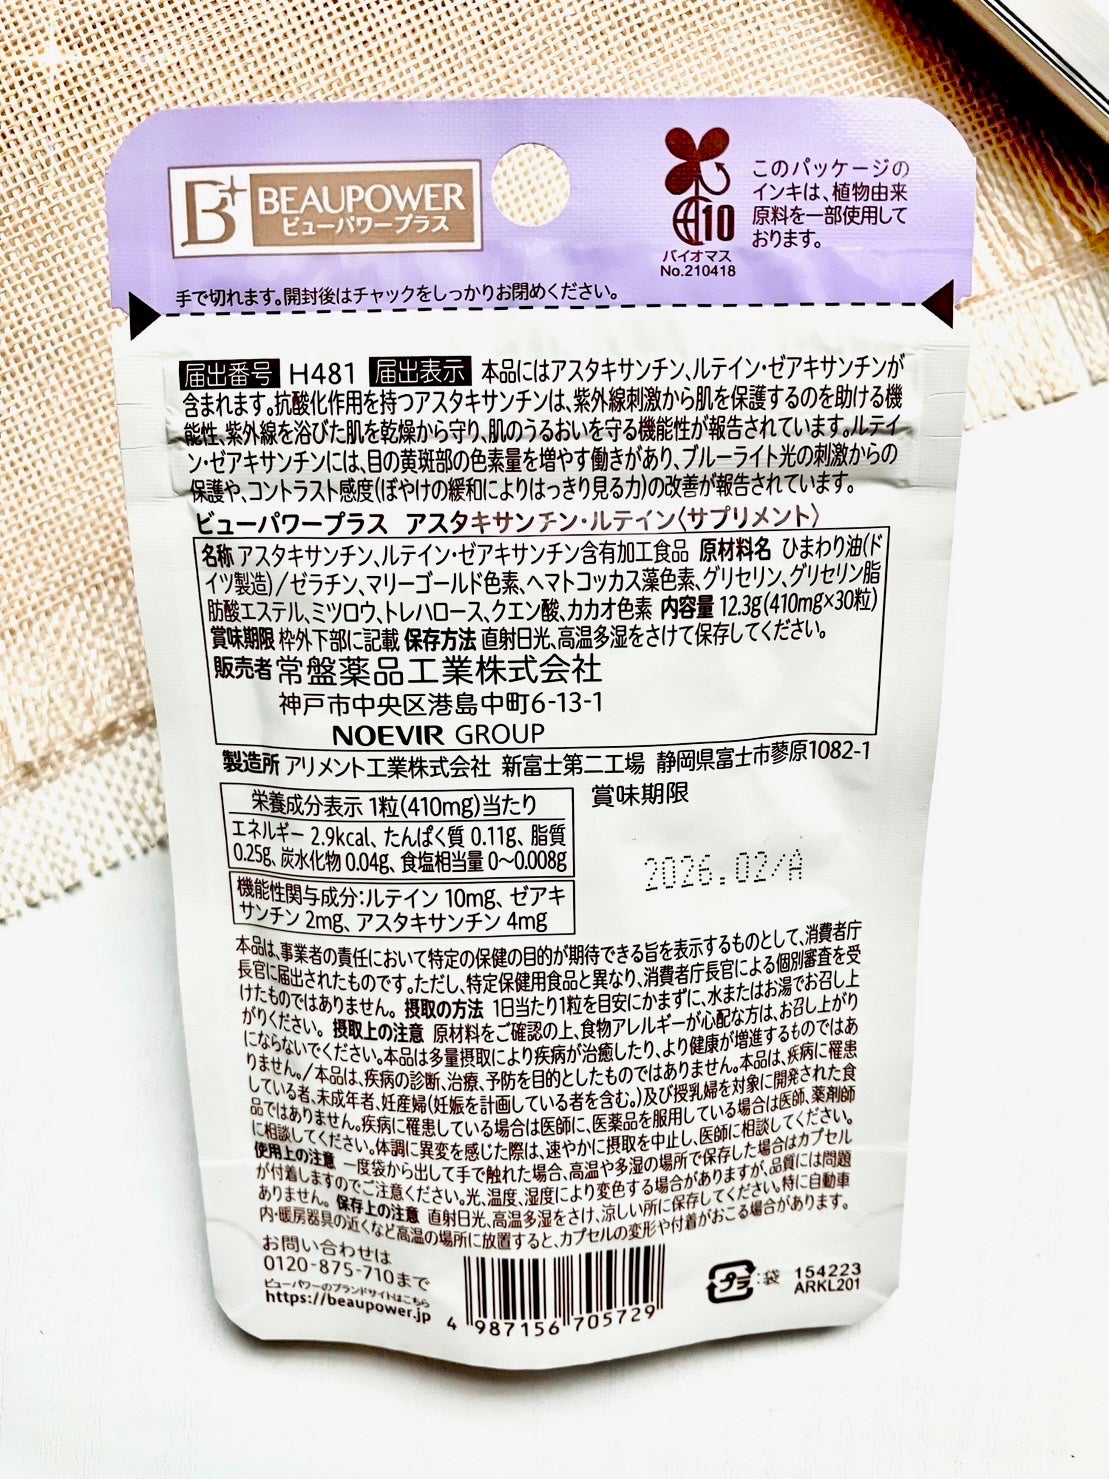 B+ BEAUPOWER
ビューパワープラス
10
バイオマス
No.210418
このパッケージの
インキは、植物由来
原料を一部使用して
おります。
手で切れます。開封後はチャックをしっかりお閉めください。
届出番号 H481 届出表示 本品にはアスタキサンチン、ルテイン・ゼアキサンチンが
含まれます。抗酸化作用を持つアスタキサンチンは、紫外線刺激から肌を保護するのを助ける機
能性、紫外線を浴びた肌を乾燥から守り、肌のうるおいを守る機能性が報告されています。ルテイ
ン・ゼアキサンチンには、目の黄斑部の色素量を増やす働きがあり、ブルーライト光の刺激からの
保護や、コントラスト感度(ぼやけの緩和によりはっきり見る力)の改善が報告されています。
ビューパワープラス アスタキサンチン・ルテイン〈サプリメント〉
名称 アスタキサンチン、ルテイン・ゼアキサンチン含有加工食品 原材料名 ひまわり油(ド
イツ製造)/ゼラチン、マリーゴールド色素、ヘマトコッカス藻色素、グリセリン、グリセリン脂
肪酸エステル、ミツロウ、トレハロース、クエン酸、カカオ色素 内容量 12.3g(410mg×30粒)
賞味期限 枠外下部に記載 保存方法 直射日光、高温多湿をさけて保存してください。
販売者 常盤薬品工業株式会社
神戸市中央区港島中町6-13-1
NOEVIR GROUP
製造所 アリメント工業株式会社 新富士第二工場 静岡県富士市蓼原1082-1
栄養成分表示 1粒(410mg)当たり
エネルギー 2.9kcal、たんぱく質 0.11g、脂質
0.25g、炭水化物 0.04g、食塩相当量 0〜0.008g
機能性関与成分:ルテイン 10mg、ゼアキ
サンチン 2mg、アスタキサンチン 4mg
賞味期限
2026.02/A
本品は、事業者の責任において特定の保健の目的が期待できる旨を表示するものとして、消費者庁
長官に届出されたものです。ただし、特定保健用食品と異なり、消費者庁長官による個別審査を受
けたものではありません。 摂取の方法 1日当たり1粒を目安にかまずに、水またはお湯でお召し上
がりください。 摂取上の注意 原材料をご確認の上、食物アレルギーが心配な方は、お召し上がり
にならないでください。本品は多量摂取により疾病が治癒したり、より健康が増進するものではあ
りません。/本品は、疾病の診断、治療、予防を目的としたものではありません。本品は、疾病に罹患
している者、未成年者、妊産婦(妊娠を計画している者を含む。)及び授乳婦を対象に開発された食
品ではありません。疾病に罹患している場合は医師に、医薬品を服用している場合は医師、薬剤師
に相談してください。体調に異変を感じた際は、速やかに摂取を中止し、医師に相談してください。
使用上の注意 一度袋から出して手で触れた場合、高温や多湿の場所で保存した場合はカプセル
が付着しますのでご注意ください。光、温度、湿度により変色する場合がありますが、品質には問題
ありません。 保存上の注意 直射日光、高温多湿をさけ、涼しい所に保存してください。特に自動車
内・暖房器具の近くなど高温の場所に放置すると、カプセルの変形や付着がおこる場合があります。
お問い合わせは
0120-875-710まで
ビューパワーのブランドサイトはこちら
https://beaupower.jp
4 987156 705729
プラ :袋
154223
ARKL201